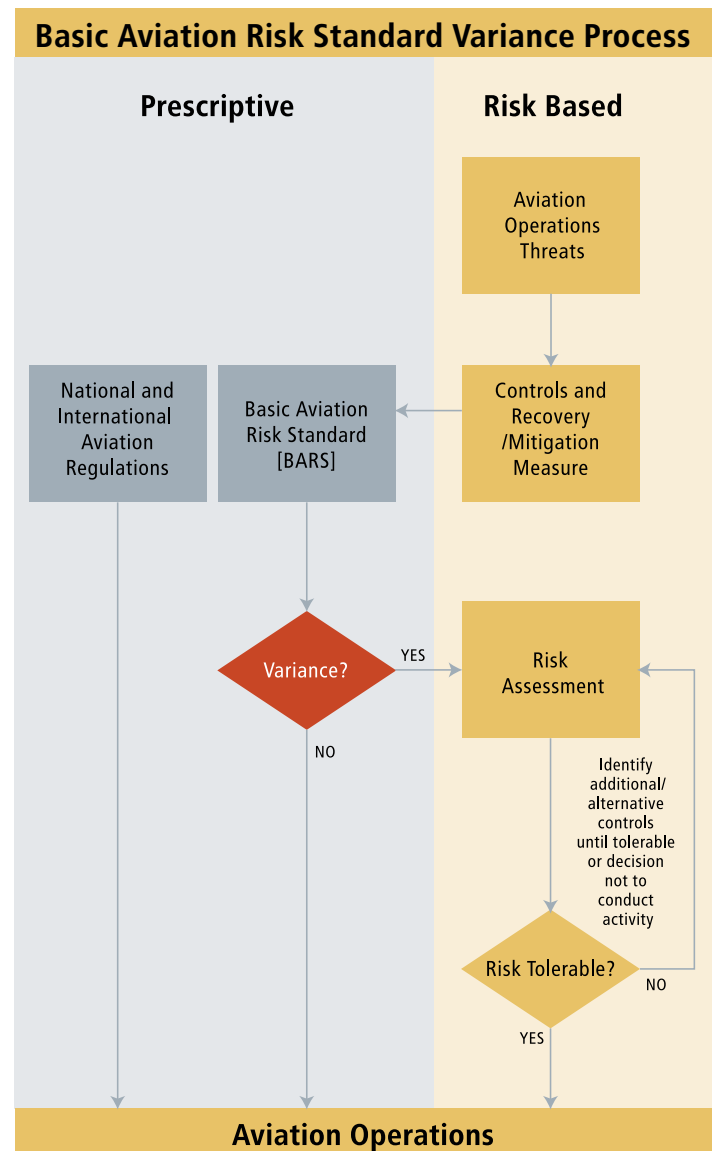 Basic Aviation Risk Standard Variance Process
Prescriptive
Risk Based
Aviation
Operations
Threats
National and
International
Aviation
Regulations
Basic Aviation
Risk Standard
[BARS]
Controls and
Recovery
/Mitigation
Measure
Variance?
YES
NO
Risk
Assessment
Identify
additional/
alternative
controls
until tolerable
or decision
not to
conduct
activity
Risk Tolerable?
NO
YES
Aviation Operations